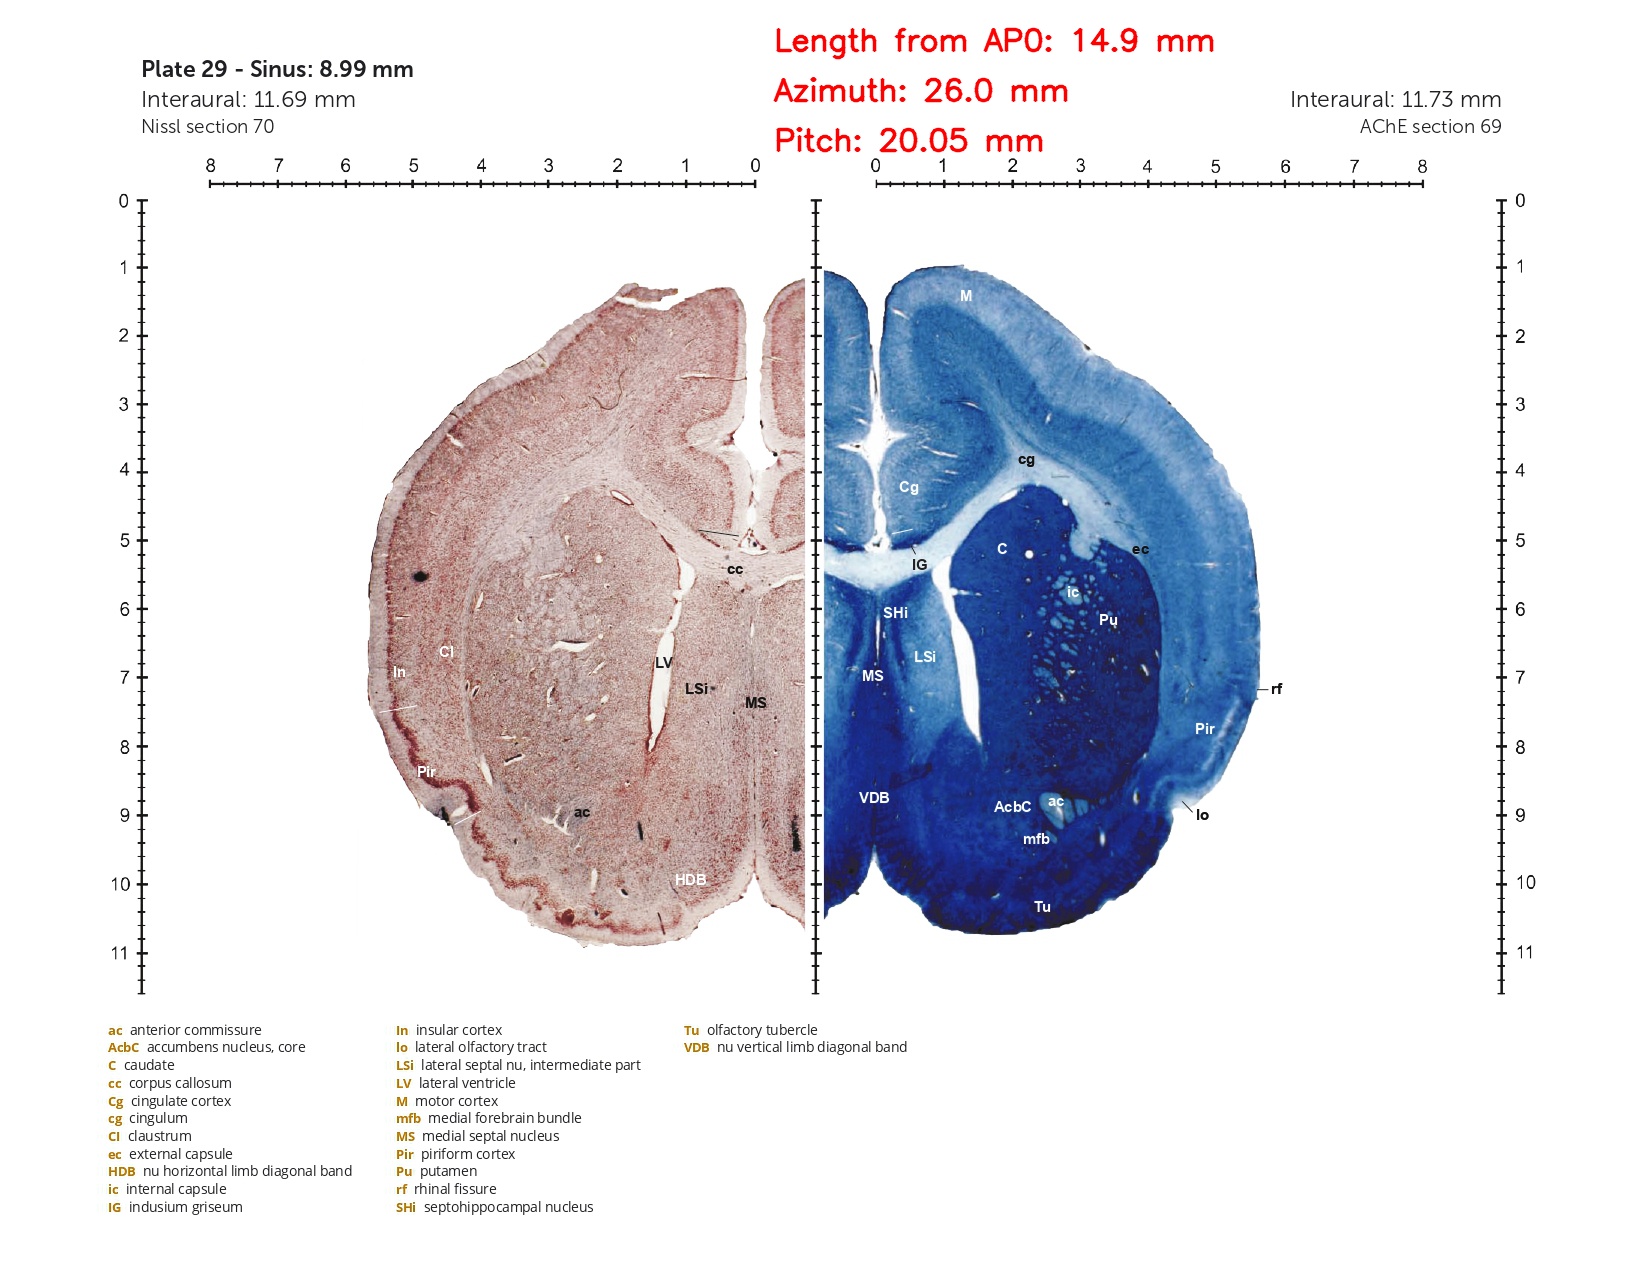 Length from AP0: 14.9 mm
Plate 29 - Sinus: 8.99 mm
Azimuth: 26.0 mm
Interaural: 11.69 mm
Interaural: 11.73 mm
Nissl section 70
AChE section 69
Pitch: 20.05 mm
8 7 6 5 4 3 2 1 0
0 1 2 3 4 5 6 7 8
0 0
1 1
M
2 2
3 3
cg
4 4
Cg
5 5
C
ec
IG
cc
ic
6 6
SHi
Pu
Cl
LSi
LV
In
7 7
MS
LSi
rf
MS
Pir
8 8
Pir
VDB
ac
AcbC
ac
9 9
lo
mfb
HDB
10 10
Tu
11 11
ac anterior commissure
AcbC accumbens nucleus, core
C caudate
cc corpus callosum
Cg cingulate cortex
cg cingulum
Cl claustrum
ec external capsule
HDB nu horizontal limb diagonal band
ic internal capsule
IG indusium griseum
In insular cortex
lo lateral olfactory tract
LSi lateral septal nu, intermediate part
LV lateral ventricle
M motor cortex
mfb medial forebrain bundle
MS medial septal nucleus
Pir piriform cortex
Pu putamen
rf rhinal fissure
SHi septohippocampal nucleus
Tu olfactory tubercle
VDB nu vertical limb diagonal band